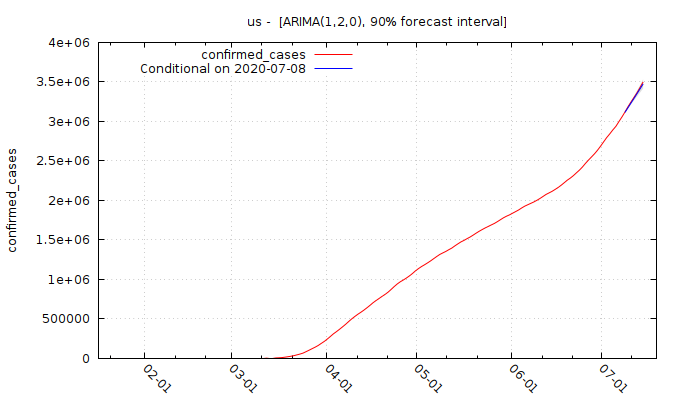 us -  [ARIMA(1,2,0), 90% forecast interval]
confirmed_cases
Conditional on 2020-07-08
4e+06
3.5e+06
3e+06
2.5e+06
2e+06
1.5e+06
1e+06
500000
0
confirmed_cases
02-01
03-01
04-01
05-01
06-01
07-01